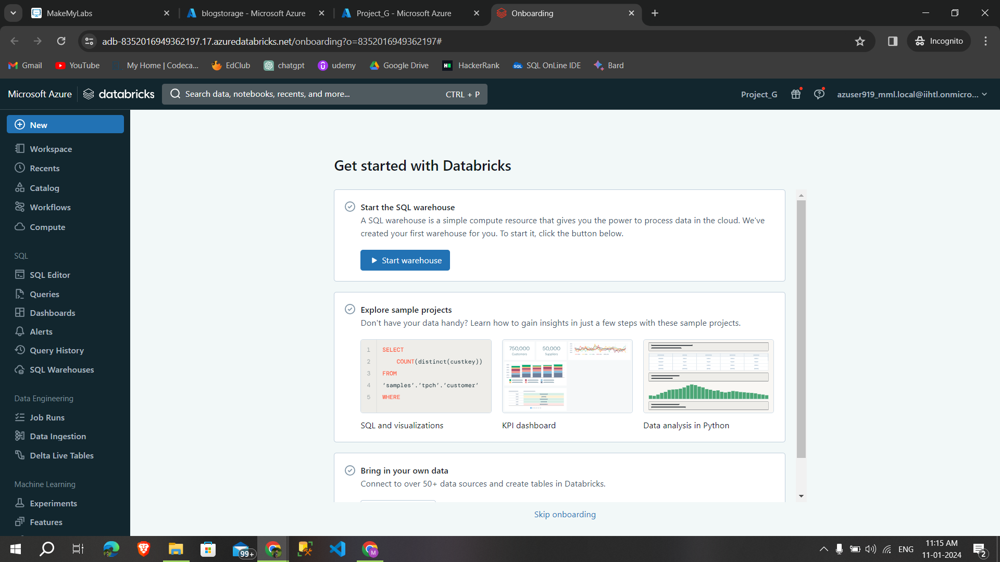 MakeMyLabs
blogstorage - Microsoft Azure
Project_G - Microsoft Azure
Onboarding
adb-8352016949362197.17.azuredatabricks.net/onboarding?o=8352016949362197#
Incognito
Gmail
YouTube
My Home | Codeca...
EdClub
chatgpt
udemy
Google Drive
HackerRank
SQL OnLine IDE
Bard
Microsoft Azure
databricks
Search data, notebooks, recents, and more...
CTRL + P
Project_G
azuser919_mml.local@iihtl.onmicro...
New
Workspace
Recents
Catalog
Workflows
Compute
SQL
SQL Editor
Queries
Dashboards
Alerts
Query History
SQL Warehouses
Data Engineering
Job Runs
Data Ingestion
Delta Live Tables
Machine Learning
Experiments
Features
Get started with Databricks
Start the SQL warehouse
A SQL warehouse is a simple compute resource that gives you the power to process data in the cloud. We've
created your first warehouse for you. To start it, click the button below.
Start warehouse
Explore sample projects
Don't have your data handy? Learn how to gain insights in just a few steps with these sample projects.
1 SELECT
2 COUNT(distinct(custkey))
3 FROM
4 ‘samples’.‘tpch’.‘customer’
5 WHERE
750,000
Customers
50,000
Suppliers
SQL and visualizations
KPI dashboard
Data analysis in Python
Bring in your own data
Connect to over 50+ data sources and create tables in Databricks.
Skip onboarding
99+
M
ENG
11:15 AM
11-01-2024
2